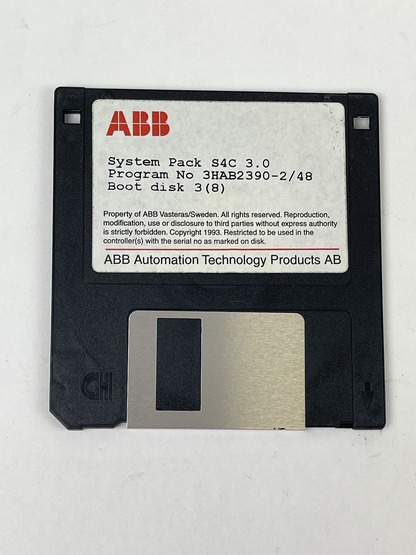 ABB
System Pack S4C 3.0
Program No 3HAB2390-2/48
Boot disk 3(8)
Property of ABB Vasteras/Sweden. All rights reserved. Reproduction,
modification, use or disclosure to third parties without express authority
is strictly forbidden. Copyright 1993. Restricted to be used in the
controller(s) with the serial no as marked on disk.
ABB Automation Technology Products AB